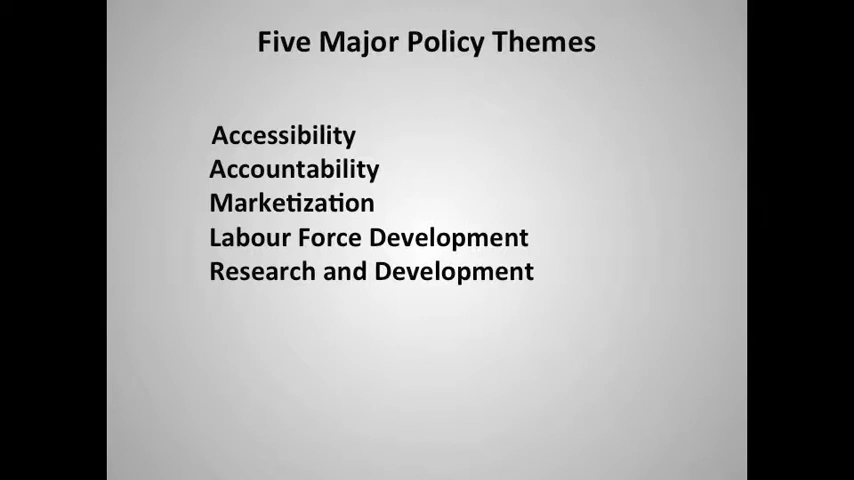 Five Major Policy Themes
Accessibility
Accountability
Marketization
Labour Force Development
Research and Development